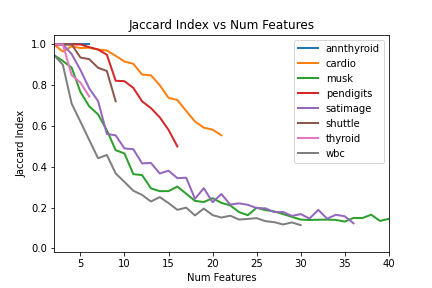 Jaccard Index vs Num Features
1.0
0.8
0.6
0.4
0.2
0.0
Jaccard Index
5 10 15 20 25 30 35 40
Num Features
annthyroid
cardio
musk
pendigits
satimage
shuttle
thyroid
wbc